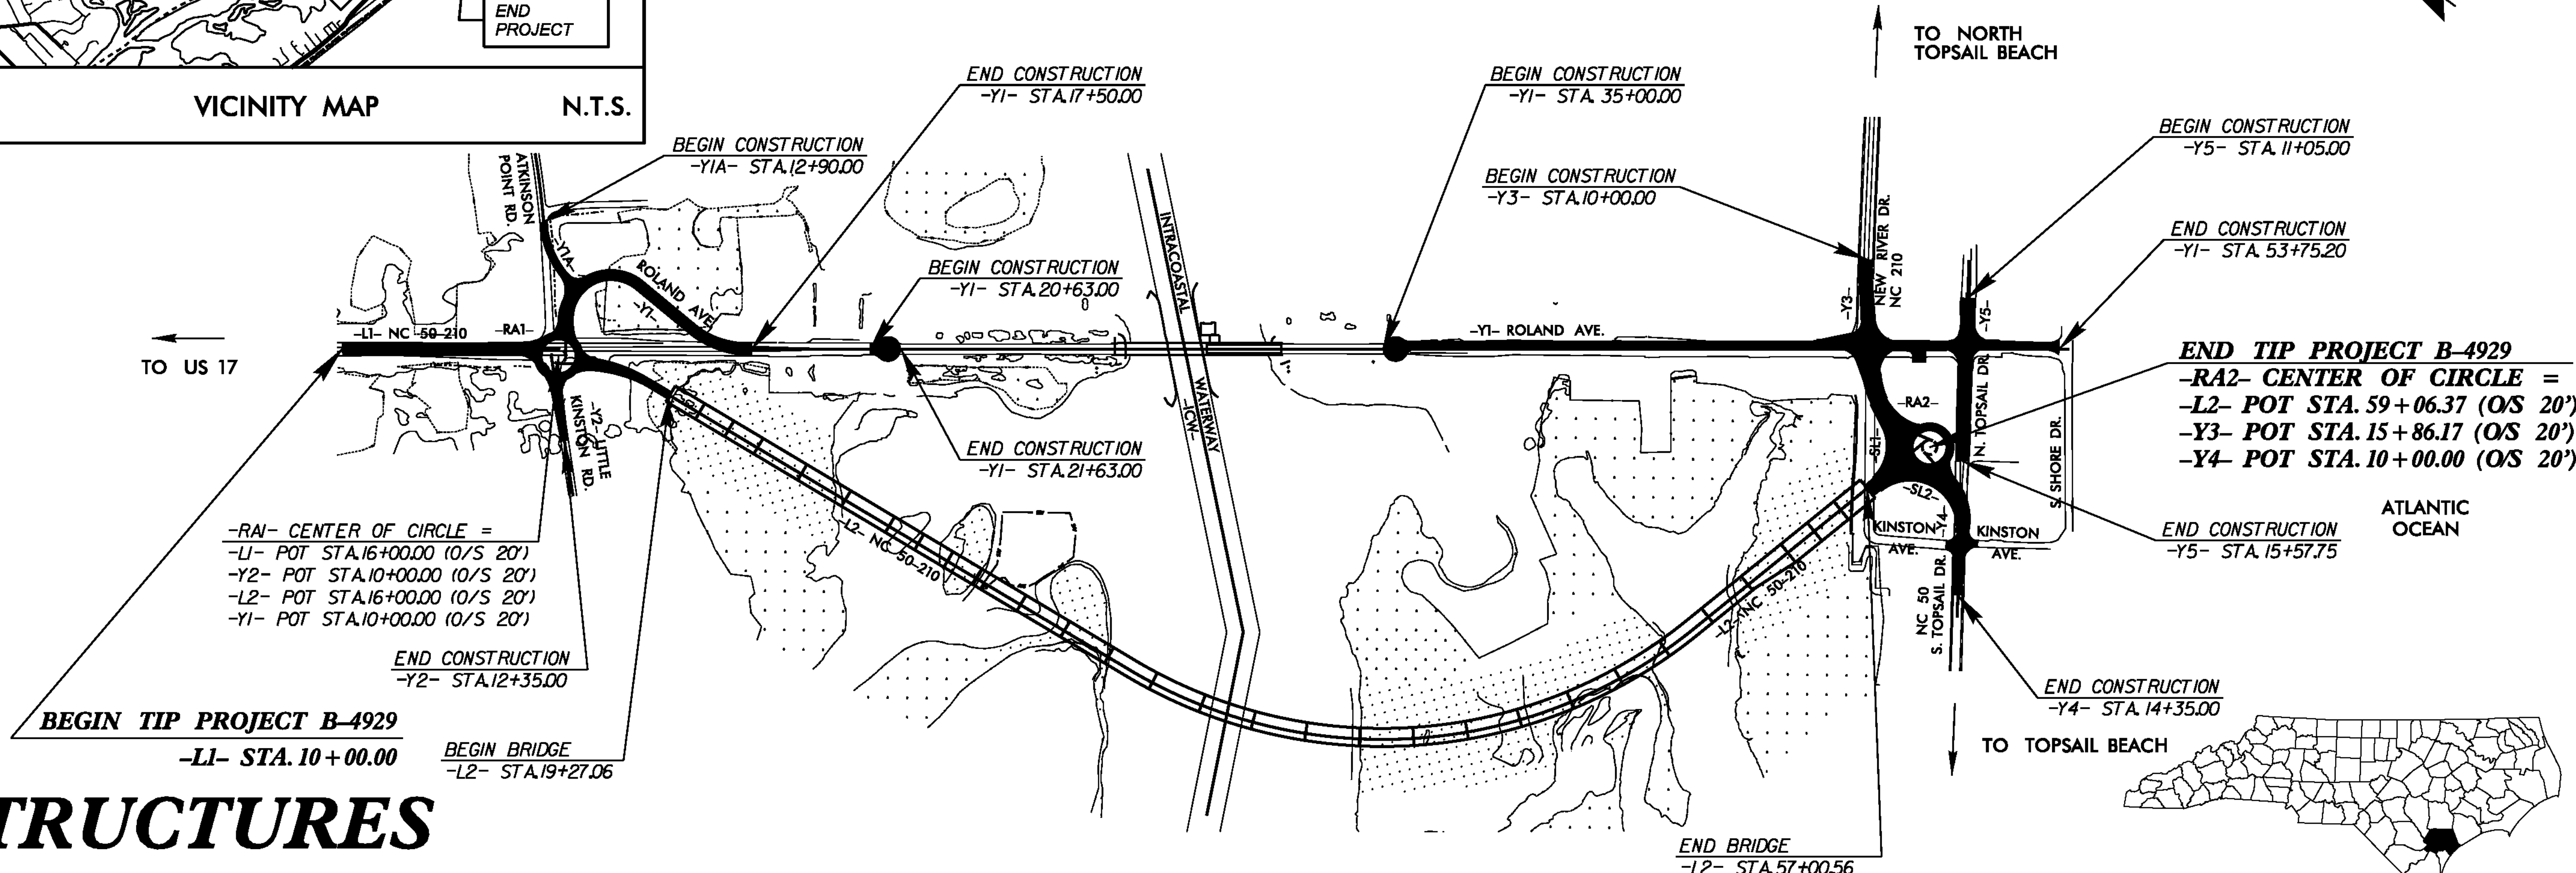 END
PROJECT
VICINITY MAP
N.T.S.
TO NORTH
TOPSAIL BEACH
END CONSTRUCTION
-Y1- STA. 17+50.00
BEGIN CONSTRUCTION
-Y1- STA. 35+00.00
BEGIN CONSTRUCTION
-Y1A- STA. 12+90.00
BEGIN CONSTRUCTION
-Y5- STA. 11+05.00
BEGIN CONSTRUCTION
-Y3- STA. 10+00.00
END CONSTRUCTION
-Y1- STA. 53+75.20
BEGIN CONSTRUCTION
-Y1- STA. 20+63.00
ATKINSON
POINT RD.
-Y1A-
ROLAND AVE.
-Y1-
INTRACOASTAL
WATERWAY
-ICW-
-Y3-
NEW RIVER DR.
NC 210
-Y5-
-L1- NC 50-210
-RA1-
-Y1- ROLAND AVE.
TO US 17
END TIP PROJECT B-4929
-RA2- CENTER OF CIRCLE =
-L2- POT STA. 59+06.37 (O/S 20')
-Y3- POT STA. 15+86.17 (O/S 20')
-Y4- POT STA. 10+00.00 (O/S 20')
-Y2- LITTLE
KINSTON RD.
-RA2-
N. TOPSAIL DR.
S. SHORE DR.
-SL1-
-SL2-
END CONSTRUCTION
-Y1- STA. 21+63.00
ATLANTIC
OCEAN
-RA1- CENTER OF CIRCLE =
-L1- POT STA. 16+00.00 (O/S 20')
-Y2- POT STA. 10+00.00 (O/S 20')
-L2- POT STA. 16+00.00 (O/S 20')
-Y1- POT STA. 10+00.00 (O/S 20')
-L2- NC 50-210
-L2- NC 50-210
KINSTON
AVE.
-Y4-
KINSTON
AVE.
END CONSTRUCTION
-Y5- STA. 15+57.75
NC 50
S. TOPSAIL DR.
END CONSTRUCTION
-Y2- STA. 12+35.00
END CONSTRUCTION
-Y4- STA. 14+35.00
BEGIN TIP PROJECT B-4929
-L1- STA. 10+00.00
BEGIN BRIDGE
-L2- STA. 19+27.06
TO TOPSAIL BEACH
TRUCTURES
END BRIDGE
-L2- STA. 57+00.56